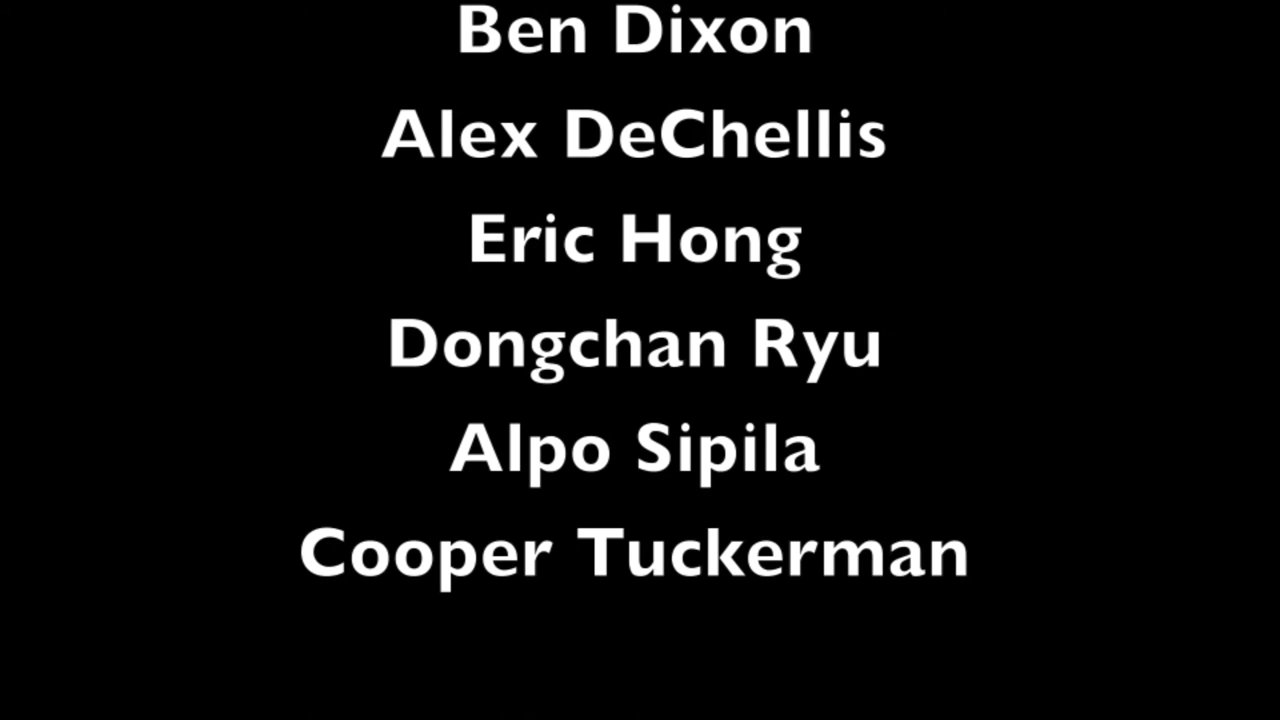 Ben Dixon
Alex DeChellis
Eric Hong
Dongchan Ryu
Alpo Sipila
Cooper Tuckerman